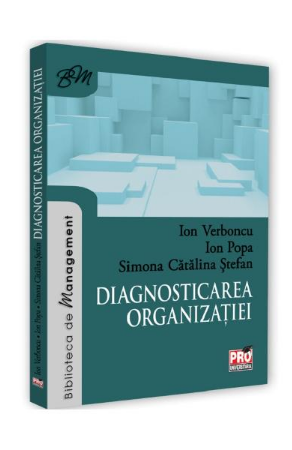 BM
Ion Verboncu
Ion Popa
Simona Cătălina Ștefan
DIAGNOSTICAREA
ORGANIZAȚIEI
Biblioteca de Management
PRO
UNIVERSITARIA
Ion Verboncu • Ion Popa • Simona Cătălina Ștefan DIAGNOSTICAREA ORGANIZAȚIEI
PRO